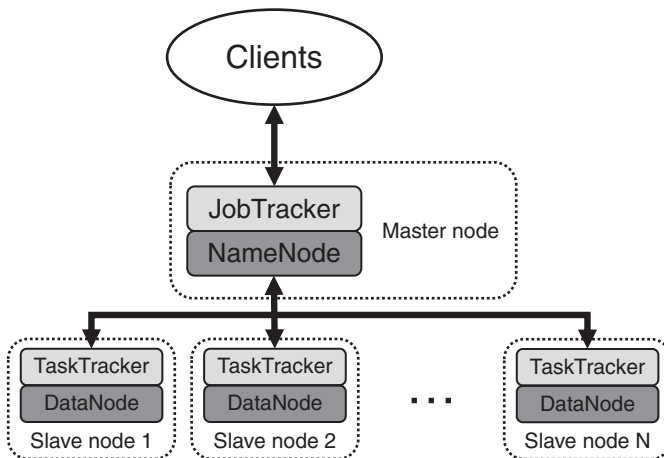 Clients
JobTracker
Master node
NameNode
TaskTracker
DataNode
Slave node 1
TaskTracker
DataNode
Slave node 2
...
TaskTracker
DataNode
Slave node N